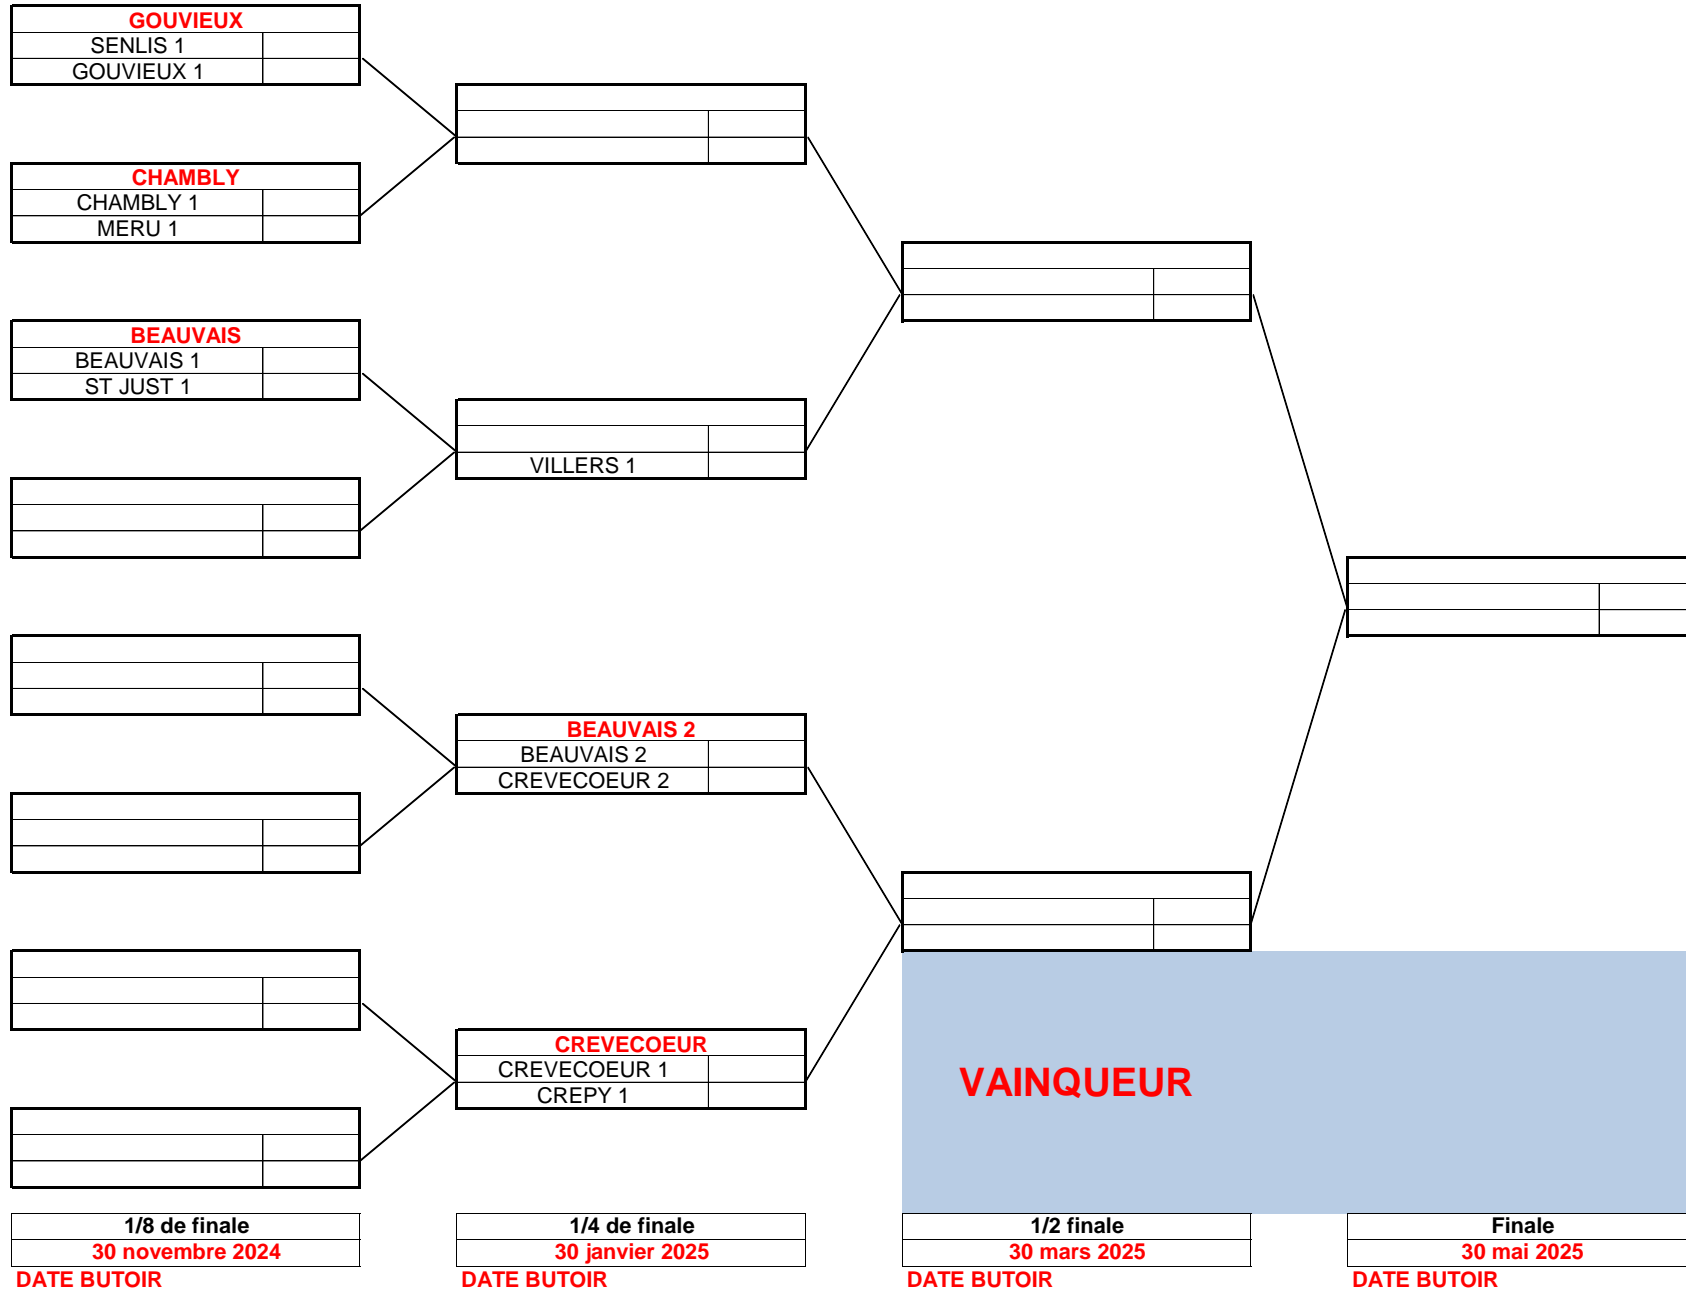 GOUVIEUX
SENLIS 1
GOUVIEUX 1
CHAMBLY
CHAMBLY 1
MERU 1
BEAUVAIS
BEAUVAIS 1
ST JUST 1
VILLERS 1
BEAUVAIS 2
BEAUVAIS 2
CREVECOEUR 2
CREVECOEUR
CREVECOEUR 1
CREPY 1
VAINQUEUR
1/8 de finale
30 novembre 2024
DATE BUTOIR
1/4 de finale
30 janvier 2025
DATE BUTOIR
1/2 finale
30 mars 2025
DATE BUTOIR
Finale
30 mai 2025
DATE BUTOIR